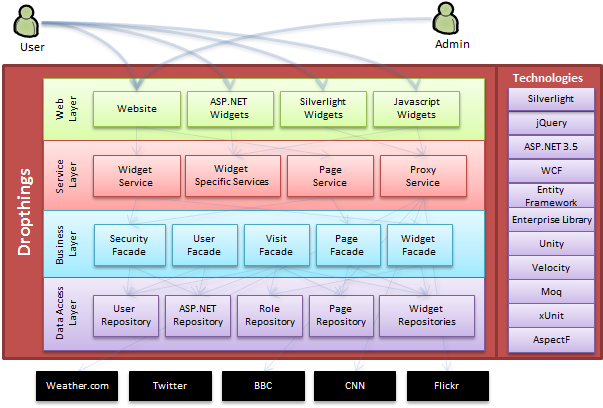 User
Admin
Dropthings
Technologies
Web
Layer
Website
ASP.NET
Widgets
Silverlight
Widgets
Javascript
Widgets
Service
Layer
Widget
Service
Widget
Specific Services
Page
Service
Proxy
Service
Business
Layer
Security
Facade
User
Facade
Visit
Facade
Page
Facade
Widget
Facade
Data Access
Layer
User
Repository
ASP.NET
Repository
Role
Repository
Page
Repository
Widget
Repositories
Silverlight
jQuery
ASP.NET 3.5
WCF
Entity
Framework
Enterprise Library
Unity
Velocity
Moq
xUnit
AspectF
Weather.com
Twitter
BBC
CNN
Flickr